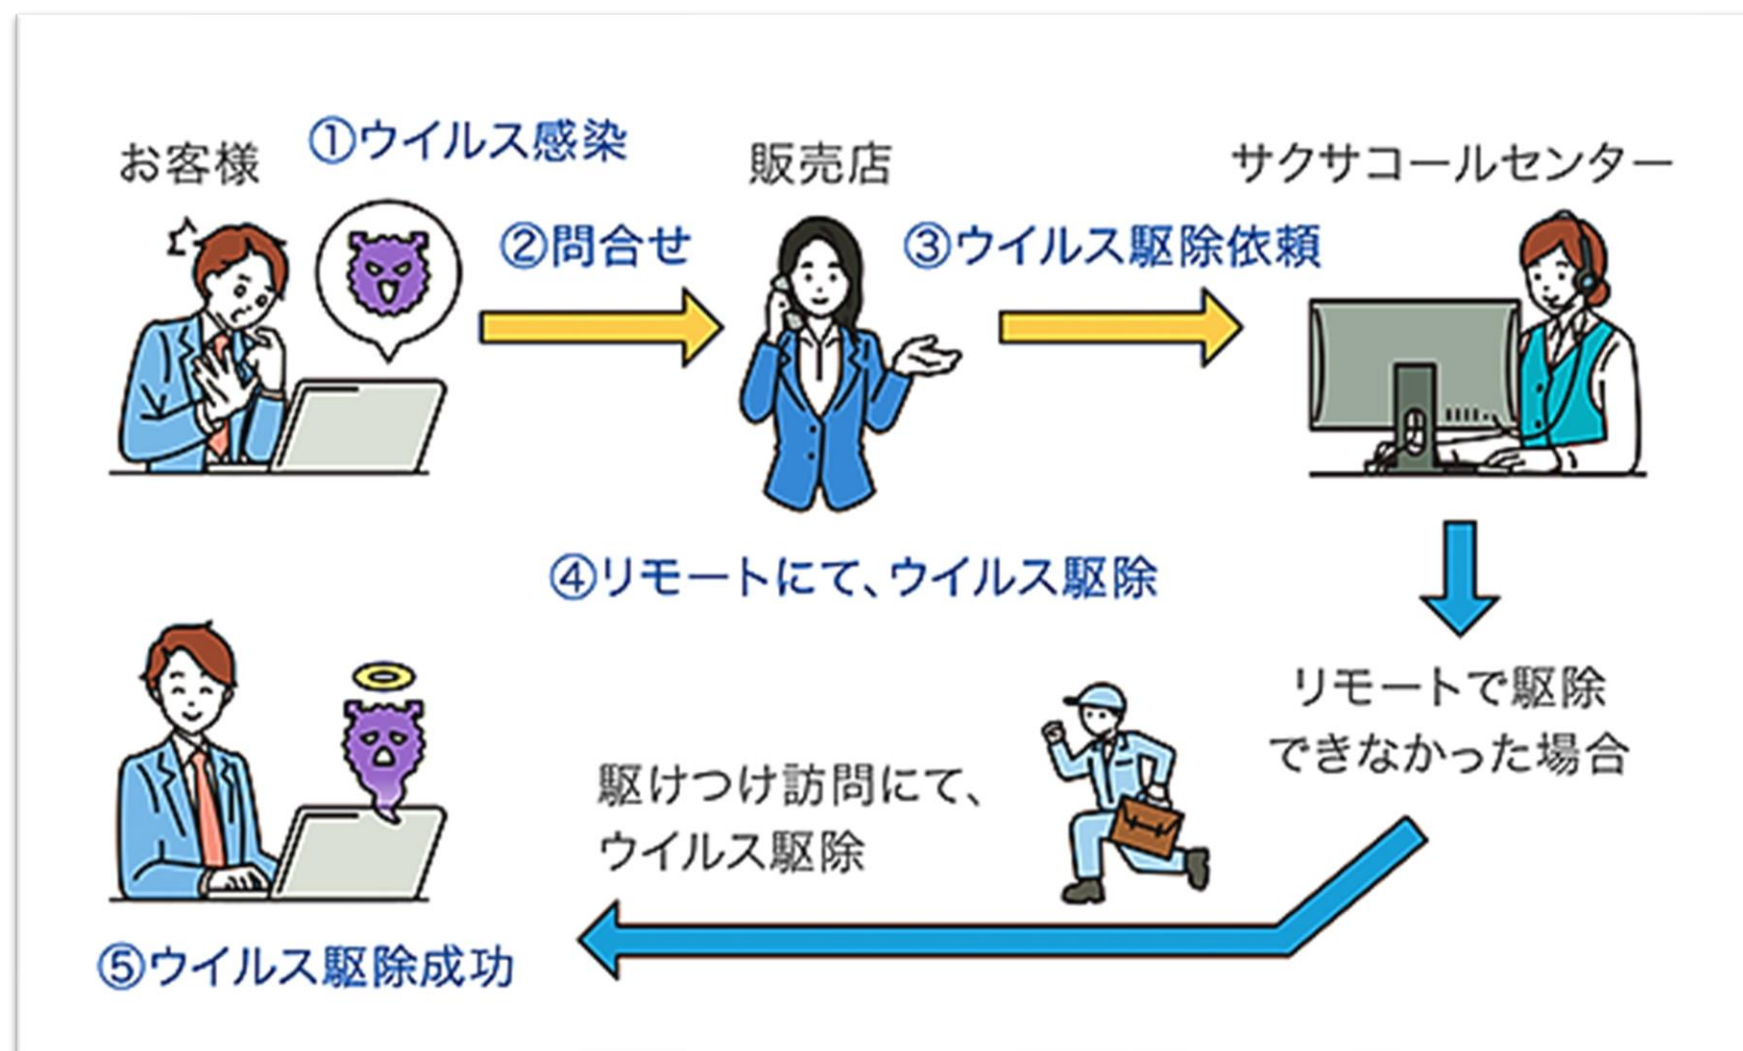 お客様
①ウイルス感染
販売店
サクサコールセンター
②問合せ
③ウイルス駆除依頼
④リモートにて、ウイルス駆除
リモートで駆除
できなかった場合
駆けつけ訪問にて、
ウイルス駆除
⑤ウイルス駆除成功